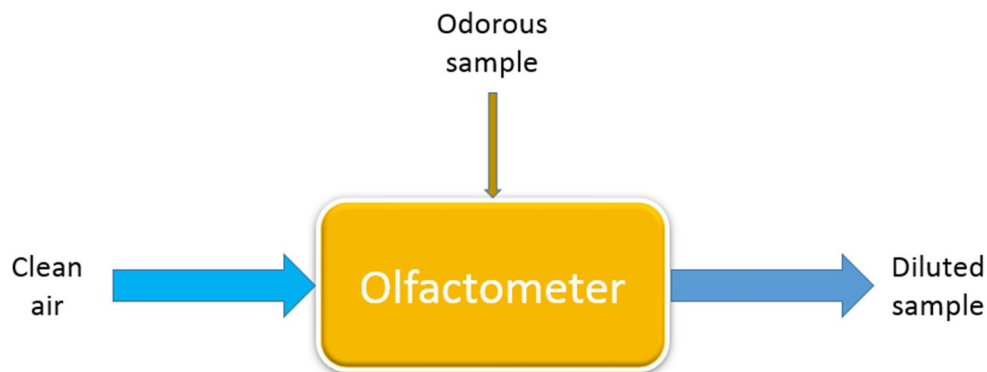 Odorous
sample
Clean
air
Olfactometer
Diluted
sample